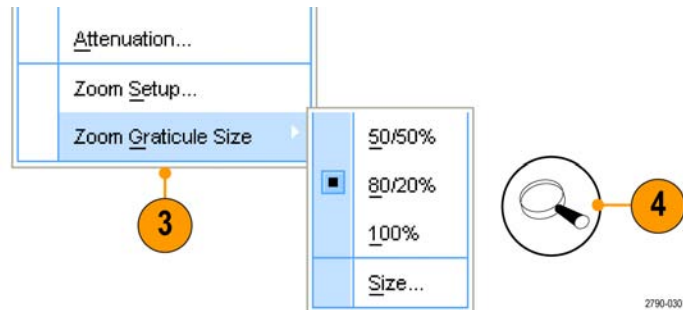 Attenuation...
Zoom Setup...
Zoom Graticule Size
50/50%
80/20%
100%
Size...
3
4
2790-030